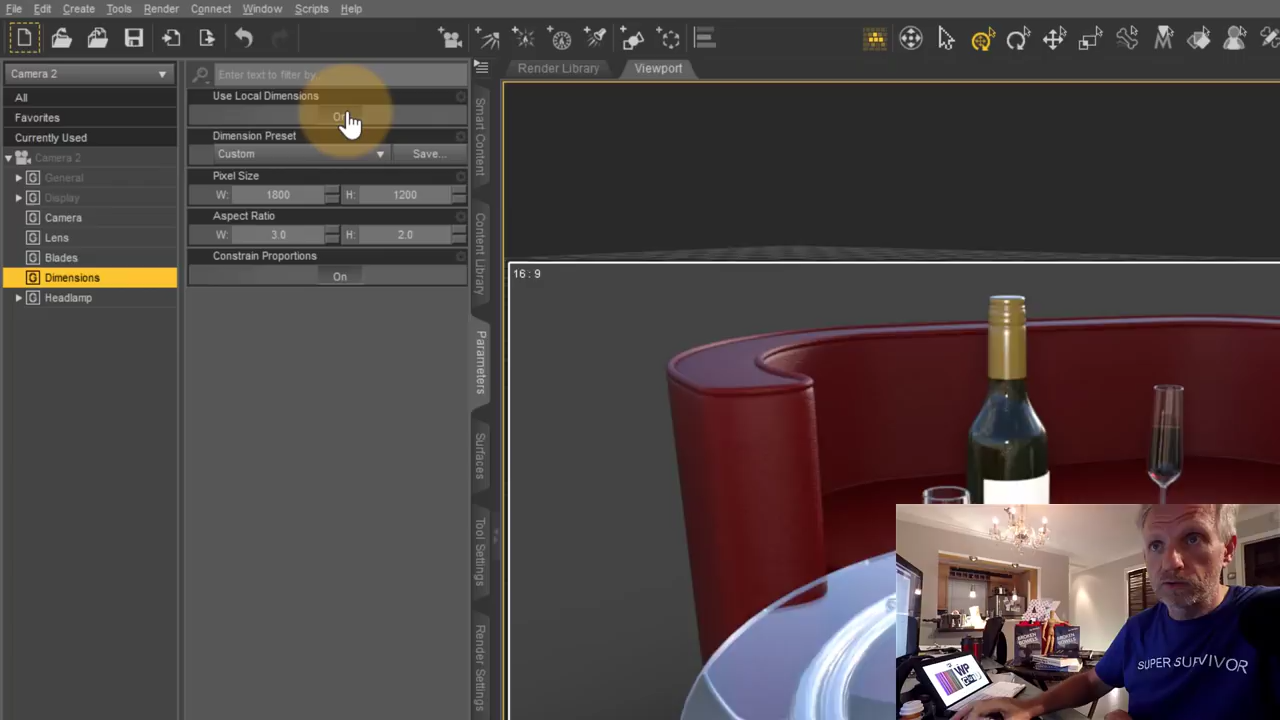 File Edit Create Tools Render Connect Window Scripts Help
Camera 2
Enter text to filter by...
Render Library Viewport
All
Favorites
Currently Used
Camera 2
General
Display
Camera
Lens
Blades
Dimensions
Headlamp
Use Local Dimensions
Dimension Preset
Custom Save...
Pixel Size
W: 1800 H: 1200
Aspect Ratio
W: 3.0 H: 2.0
Constrain Proportions
On
Smart Content
Content Library
Parameters
Surfaces
Tool Settings
Render Settings
16 : 9
BROKEN
SUPER SURVIVOR
WP